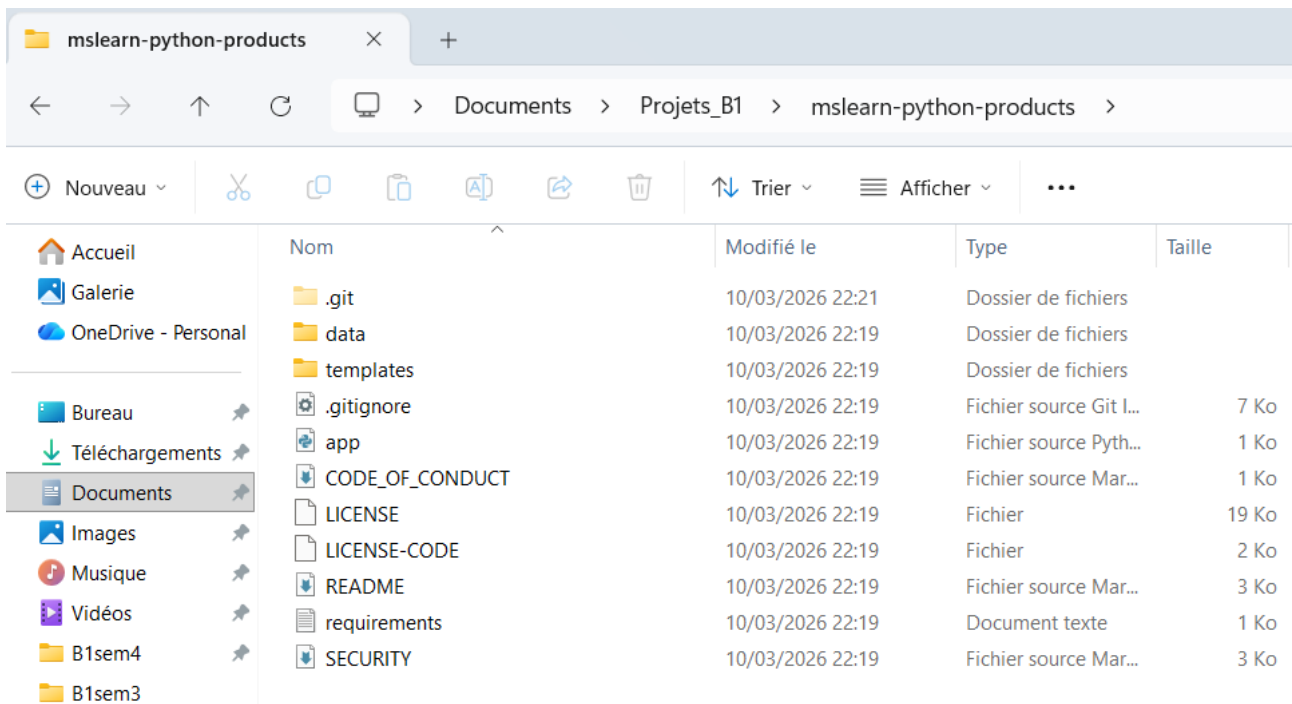 mslearn-python-products
Documents > Projets_B1 > mslearn-python-products >
Nouveau Trier Afficher
Accueil
Galerie
OneDrive - Personal
Bureau
Téléchargements
Documents
Images
Musique
Vidéos
B1sem4
B1sem3
Nom Modifié le Type Taille
.git 10/03/2026 22:21 Dossier de fichiers
data 10/03/2026 22:19 Dossier de fichiers
templates 10/03/2026 22:19 Dossier de fichiers
.gitignore 10/03/2026 22:19 Fichier source Git I... 7 Ko
app 10/03/2026 22:19 Fichier source Pyth... 1 Ko
CODE_OF_CONDUCT 10/03/2026 22:19 Fichier source Mar... 1 Ko
LICENSE 10/03/2026 22:19 Fichier 19 Ko
LICENSE-CODE 10/03/2026 22:19 Fichier 2 Ko
README 10/03/2026 22:19 Fichier source Mar... 3 Ko
requirements 10/03/2026 22:19 Document texte 1 Ko
SECURITY 10/03/2026 22:19 Fichier source Mar... 3 Ko